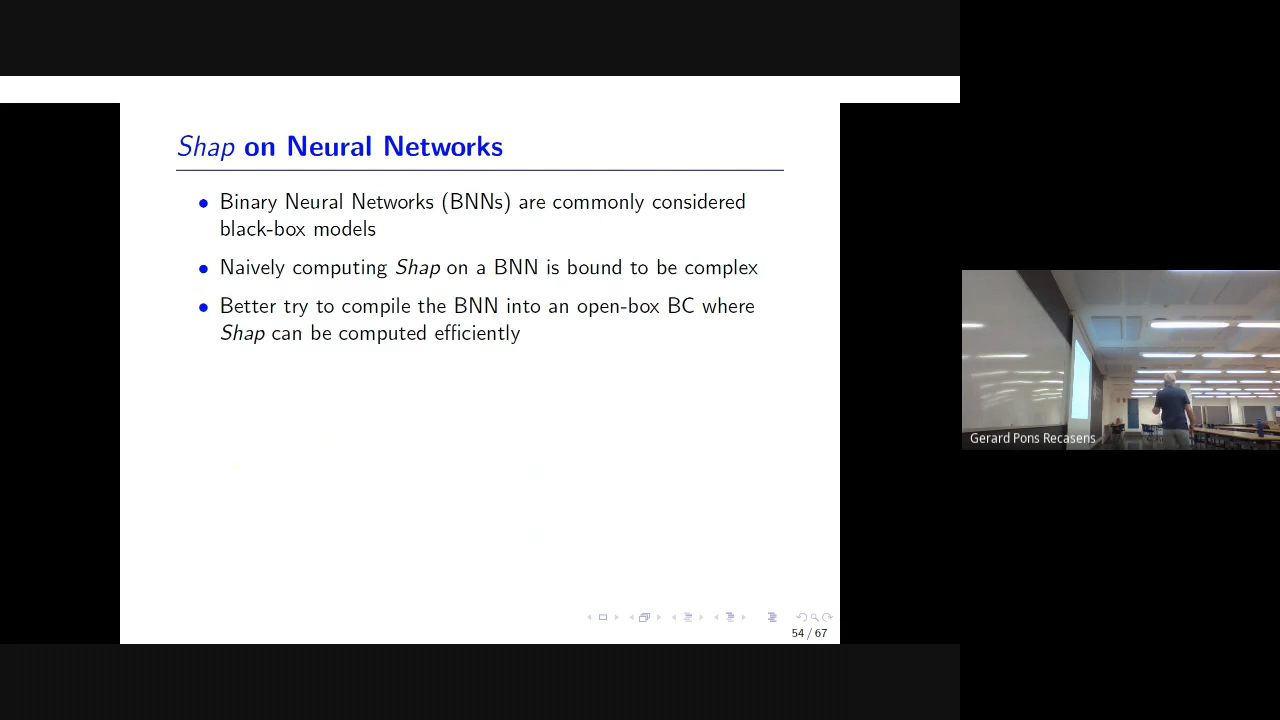 Shap on Neural Networks
• Binary Neural Networks (BNNs) are commonly considered
black-box models
• Naively computing Shap on a BNN is bound to be complex
• Better try to compile the BNN into an open-box BC where
Shap can be computed efficiently
54 / 67
Gerard Pons Recasens